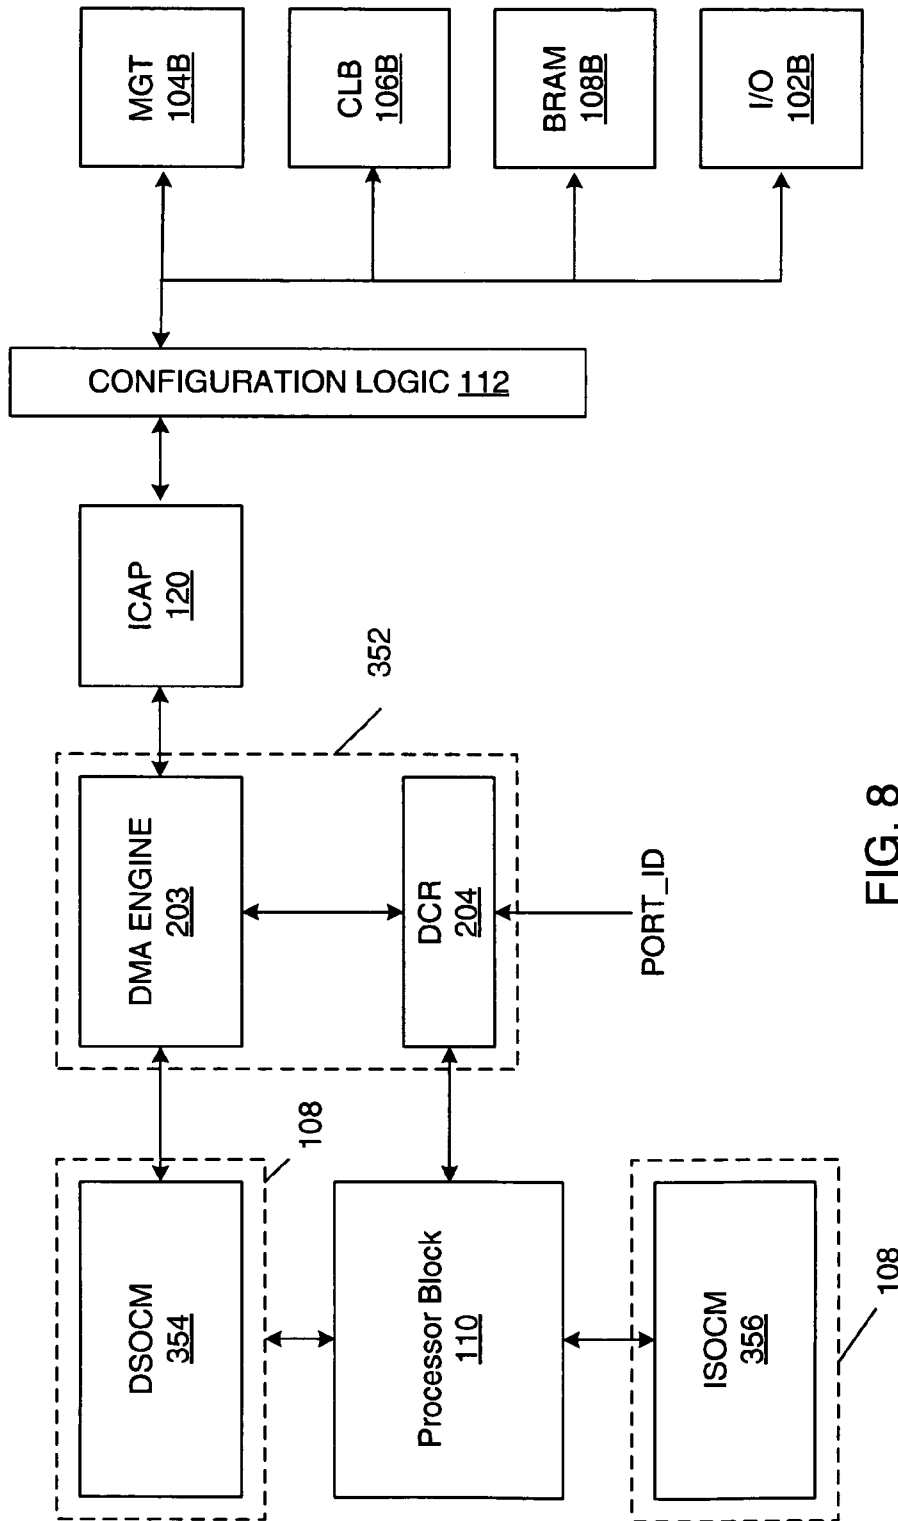 DSOCM
354
108
Processor Block
110
ISOCM
356
108
DMA ENGINE
203
DCR
204
352
PORT_ID
ICAP
120
CONFIGURATION LOGIC 112
MGT
104B
CLB
106B
BRAM
108B
I/O
102B
FIG. 8